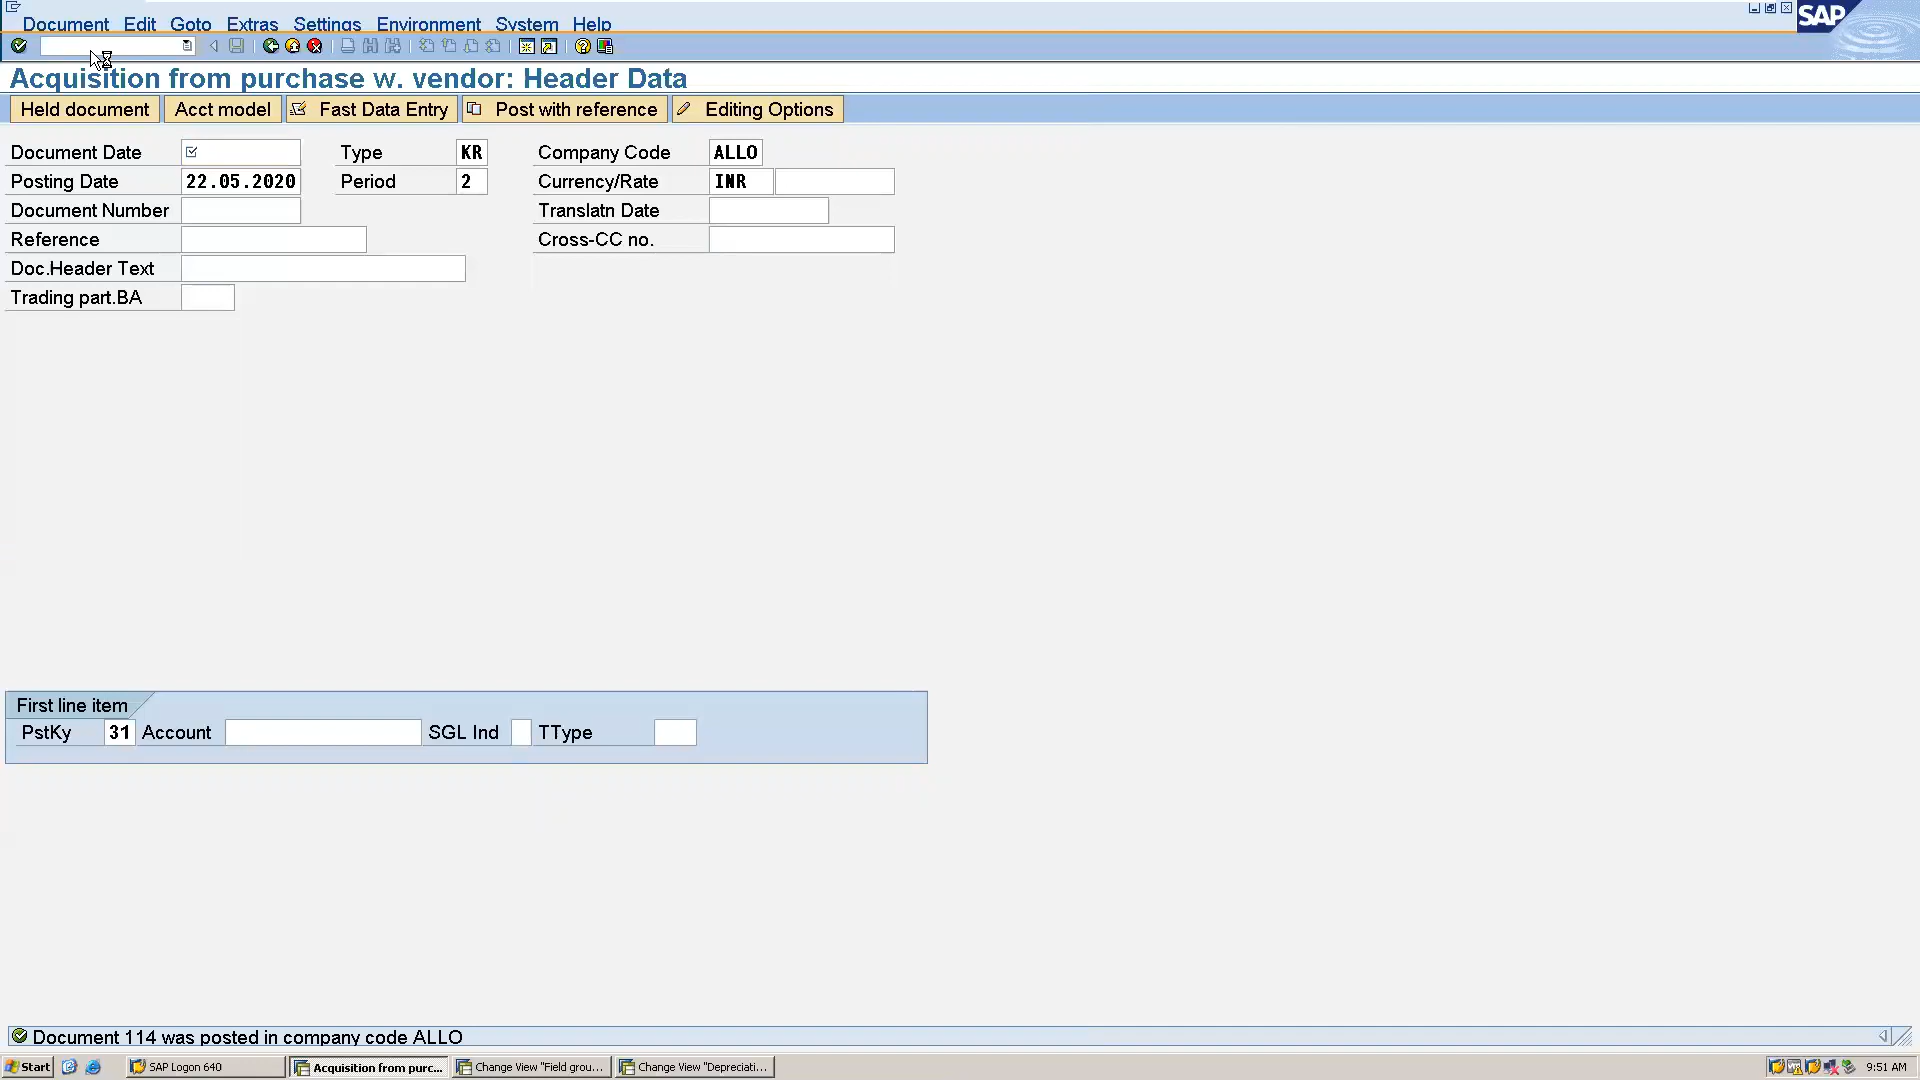 Document Edit Goto Extras Settings Environment System Help
SAP
Acquisition from purchase w. vendor: Header Data
Held document Acct model Fast Data Entry Post with reference Editing Options
Document Date Type KR Company Code ALLO
Posting Date 22.05.2020 Period 2 Currency/Rate INR
Document Number Translatn Date
Reference Cross-CC no.
Doc.Header Text
Trading part.BA
First line item
PstKy 31 Account SGL Ind TType
Document 114 was posted in company code ALLO
Start SAP Logon 640 Acquisition from purc... Change View "Field grou... Change View "Depreciati... 9:51 AM